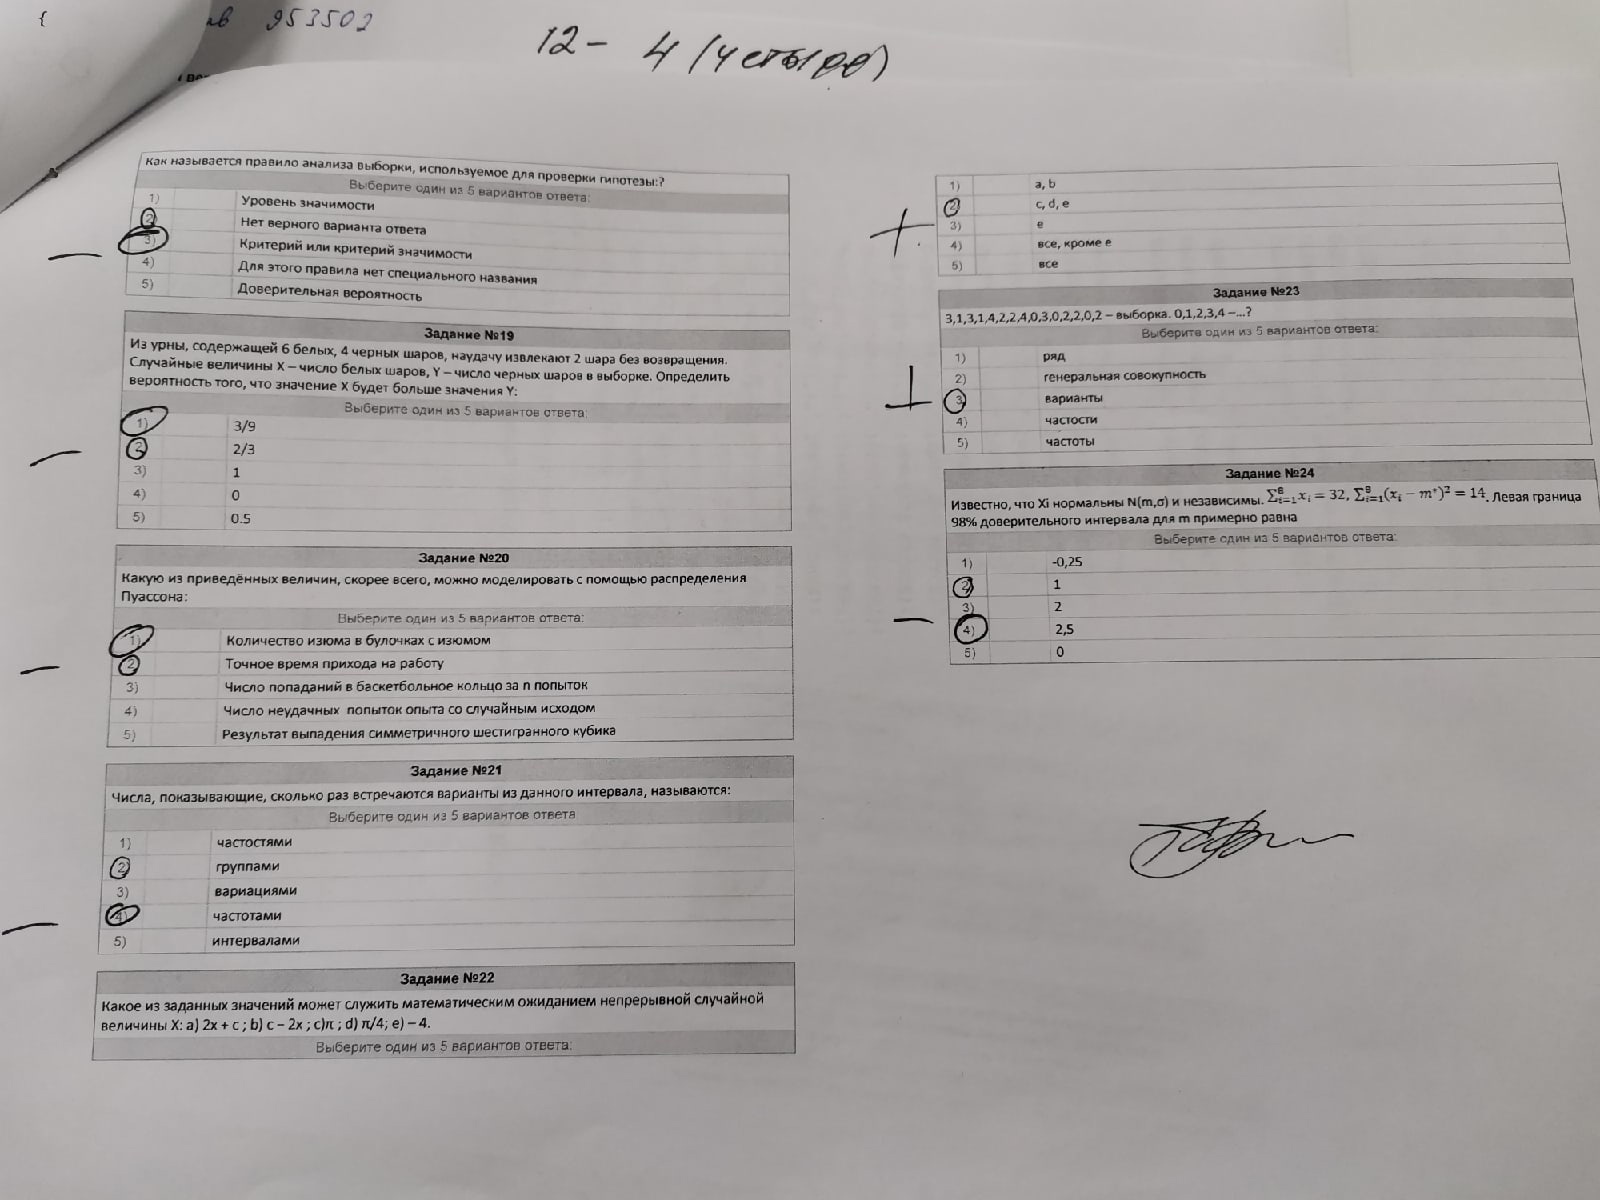 953502
12 - 4 (четыре)
Как называется правило анализа выборки, используемое для проверки гипотезы:?
Выберите один из 5 вариантов ответа:
1) Уровень значимости
2) Нет верного варианта ответа
3) Критерий или критерий значимости
4) Для этого правила нет специального названия
5) Доверительная вероятность
Задание №19
Из урны, содержащей 6 белых, 4 черных шаров, наудачу извлекают 2 шара без возвращения.
Случайные величины X – число белых шаров, Y – число черных шаров в выборке. Определить
вероятность того, что значение X будет больше значения Y:
Выберите один из 5 вариантов ответа:
1) 3/9
2) 2/3
3) 1
4) 0
5) 0.5
Задание №20
Какую из приведённых величин, скорее всего, можно моделировать с помощью распределения
Пуассона:
Выберите один из 5 вариантов ответа:
1) Количество изюма в булочках с изюмом
2) Точное время прихода на работу
3) Число попаданий в баскетбольное кольцо за n попыток
4) Число неудачных попыток опыта со случайным исходом
5) Результат выпадения симметричного шестигранного кубика
Задание №21
Числа, показывающие, сколько раз встречаются варианты из данного интервала, называются:
Выберите один из 5 вариантов ответа
1) частостями
2) группами
3) вариациями
4) частотами
5) интервалами
Задание №22
Какое из заданных значений может служить математическим ожиданием непрерывной случайной
величины X: a) 2x + c ; b) c – 2x ; c)π ; d) π/4; e) – 4.
Выберите один из 5 вариантов ответа:
1) a, b
2) c, d, e
3) e
4) все, кроме e
5) все
Задание №23
3,1,3,1,4,2,2,4,0,3,0,2,2,0,2 – выборка. 0,1,2,3,4 –...?
Выберите один из 5 вариантов ответа:
1) ряд
2) генеральная совокупность
3) варианты
4) частости
5) частоты
Задание №24
Известно, что Xi нормальны N(m,σ) и независимы. ∑⁸ᵢ₌₁ xᵢ = 32, ∑⁸ᵢ₌₁(xᵢ − m*)² = 14. Левая граница
98% доверительного интервала для m примерно равна
Выберите один из 5 вариантов ответа:
1) -0,25
2) 1
3) 2
4) 2,5
5) 0